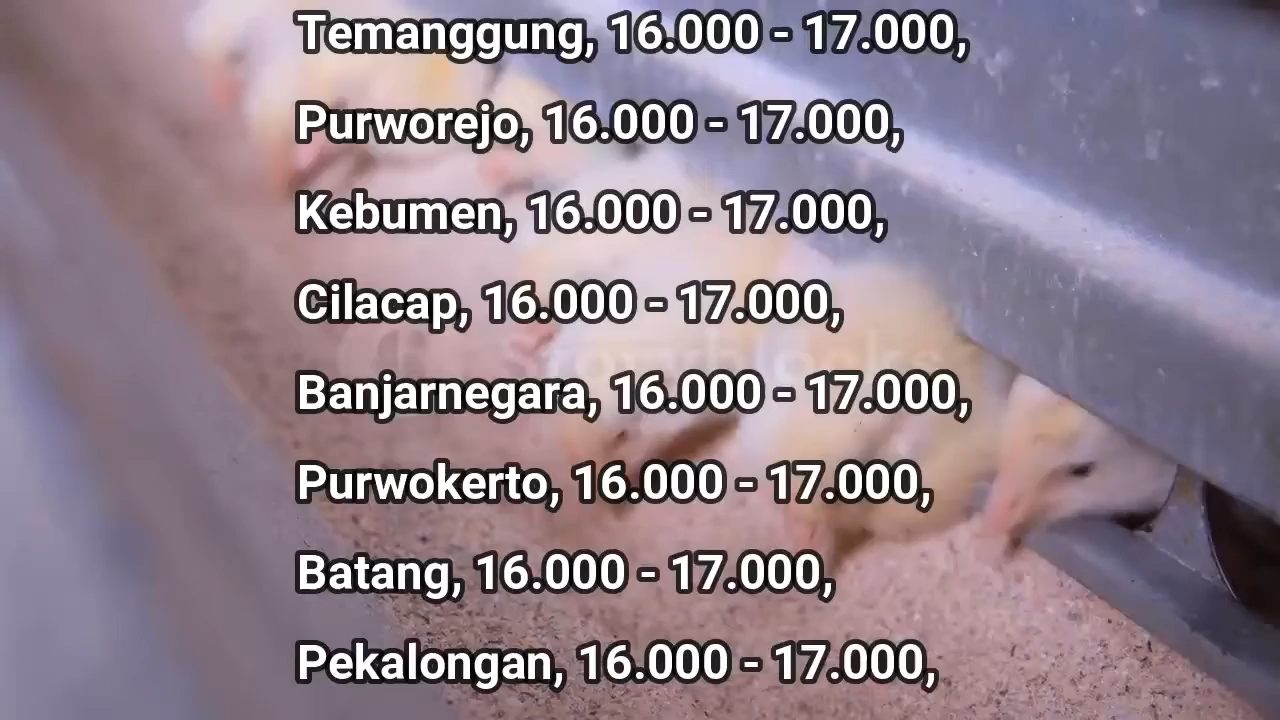 Temanggung, 16.000 - 17.000,
Purworejo, 16.000 - 17.000,
Kebumen, 16.000 - 17.000,
Cilacap, 16.000 - 17.000,
Banjarnegara, 16.000 - 17.000,
Purwokerto, 16.000 - 17.000,
Batang, 16.000 - 17.000,
Pekalongan, 16.000 - 17.000,